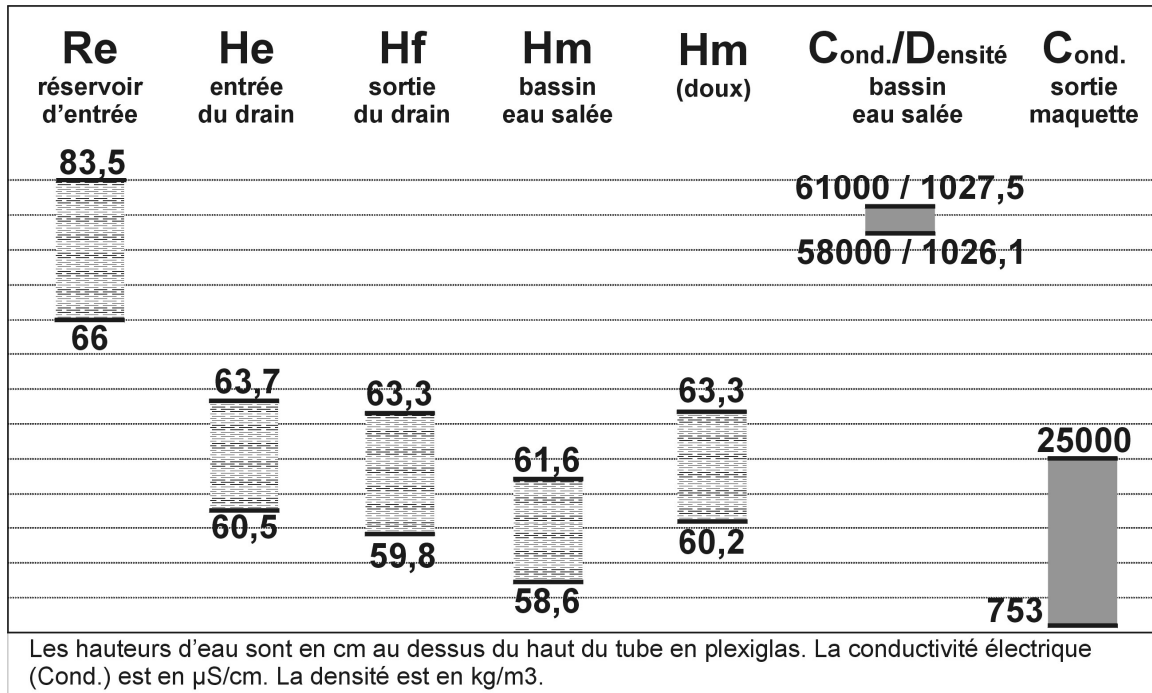 Re
réservoir
d'entrée
He
entrée
du drain
Hf
sortie
du drain
Hm
bassin
eau salée
Hm
(doux)
Cond./Densité
bassin
eau salée
Cond.
sortie
maquette
83,5
66
63,7
60,5
63,3
59,8
61,6
58,6
63,3
60,2
61000 / 1027,5
58000 / 1026,1
25000
753
Les hauteurs d'eau sont en cm au dessus du haut du tube en plexiglas. La conductivité électrique
(Cond.) est en µS/cm. La densité est en kg/m3.